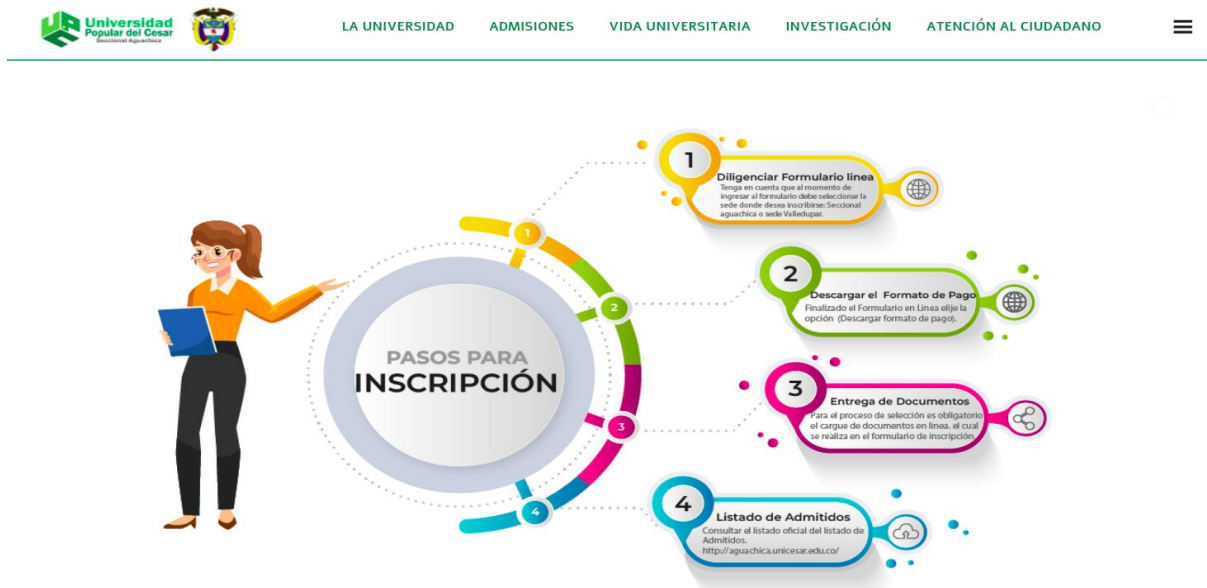 Universidad
Popular del Cesar
Seccional Aguachica
LA UNIVERSIDAD
ADMISIONES
VIDA UNIVERSITARIA
INVESTIGACIÓN
ATENCIÓN AL CIUDADANO
PASOS PARA
INSCRIPCIÓN
1
2
3
4
1
Diligenciar Formulario linea
Tenga en cuenta que al momento de
ingresar al formulario debe seleccionar la
sede donde desea inscribirse: Seccional
aguachica o sede Valledupar.
2
Descargar el Formato de Pago
Finalizado el Formulario en Linea elije la
opción (Descargar formato de pago).
3
Entrega de Documentos
Para el proceso de selección es obligatorio
el cargue de documentos en línea. el cual
se realiza en el formulario de inscripción.
4
Listado de Admitidos
Consultar el listado oficial del listado de
Admitidos.
http://aguachica.unicesar.edu.co/